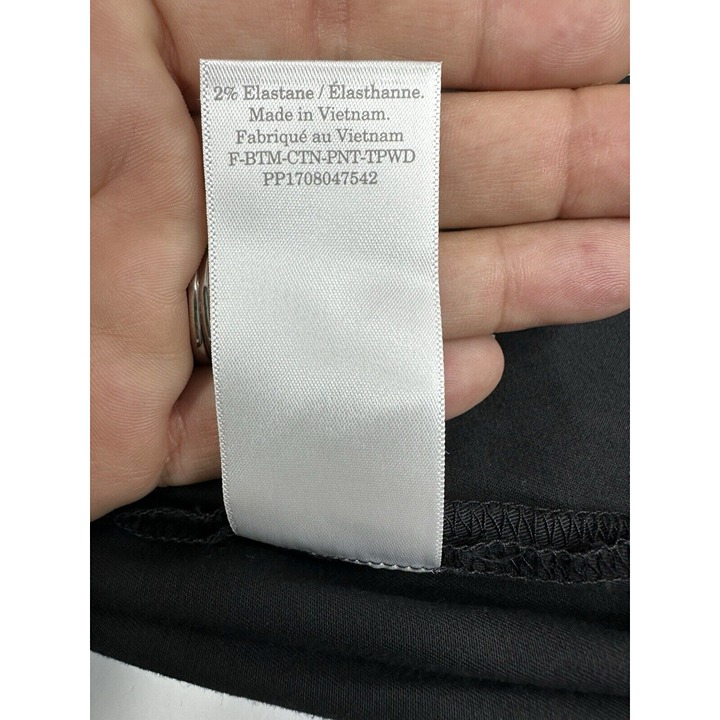 2% Elastane / Élasthanne.
Made in Vietnam.
Fabriqué au Vietnam
F-BTM-CTN-PNT-TPWD
PP1708047542